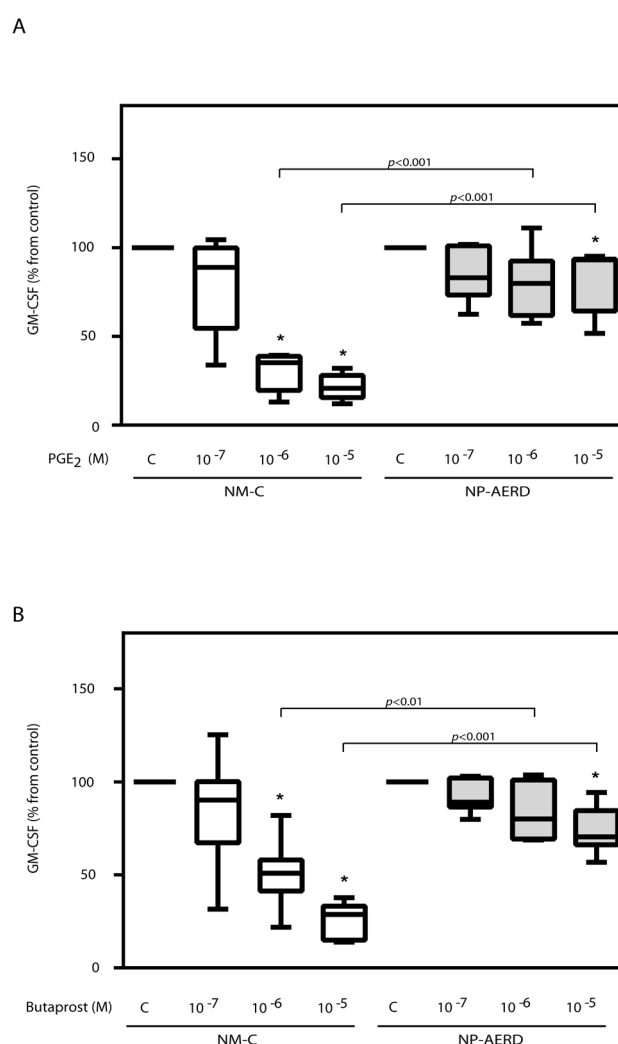 A
150
p<0.001
p<0.001
GM-CSF (% from control)
100
*
50
*
*
0
PGE2 (M) C 10-7 10-6 10-5 C 10-7 10-6 10-5
NM-C NP-AERD
B
150
p<0.01
p<0.001
GM-CSF (% from control)
100
*
*
50
*
0
Butaprost (M) C 10-7 10-6 10-5 C 10-7 10-6 10-5
NM-C NP-AERD